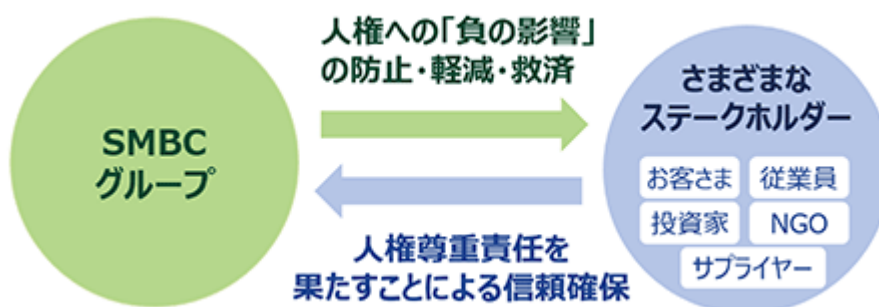 人権への「負の影響」
の防止・軽減・救済
SMBC
グループ
さまざまな
ステークホルダー
お客さま
従業員
投資家
NGO
サプライヤー
人権尊重責任を
果たすことによる信頼確保